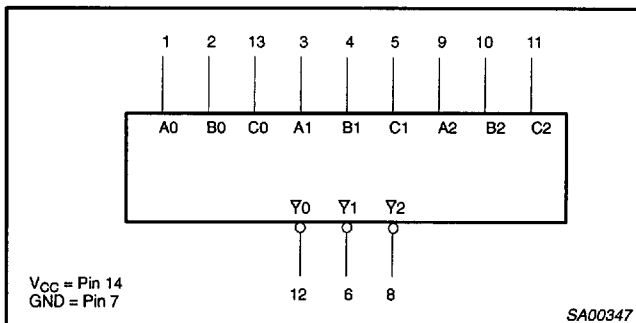 1 2 13 3 4 5 9 10 11
A0 B0 C0 A1 B1 C1 A2 B2 C2
Y0 Y1 Y2
12 6 8
VCC = Pin 14
GND = Pin 7
SA00347